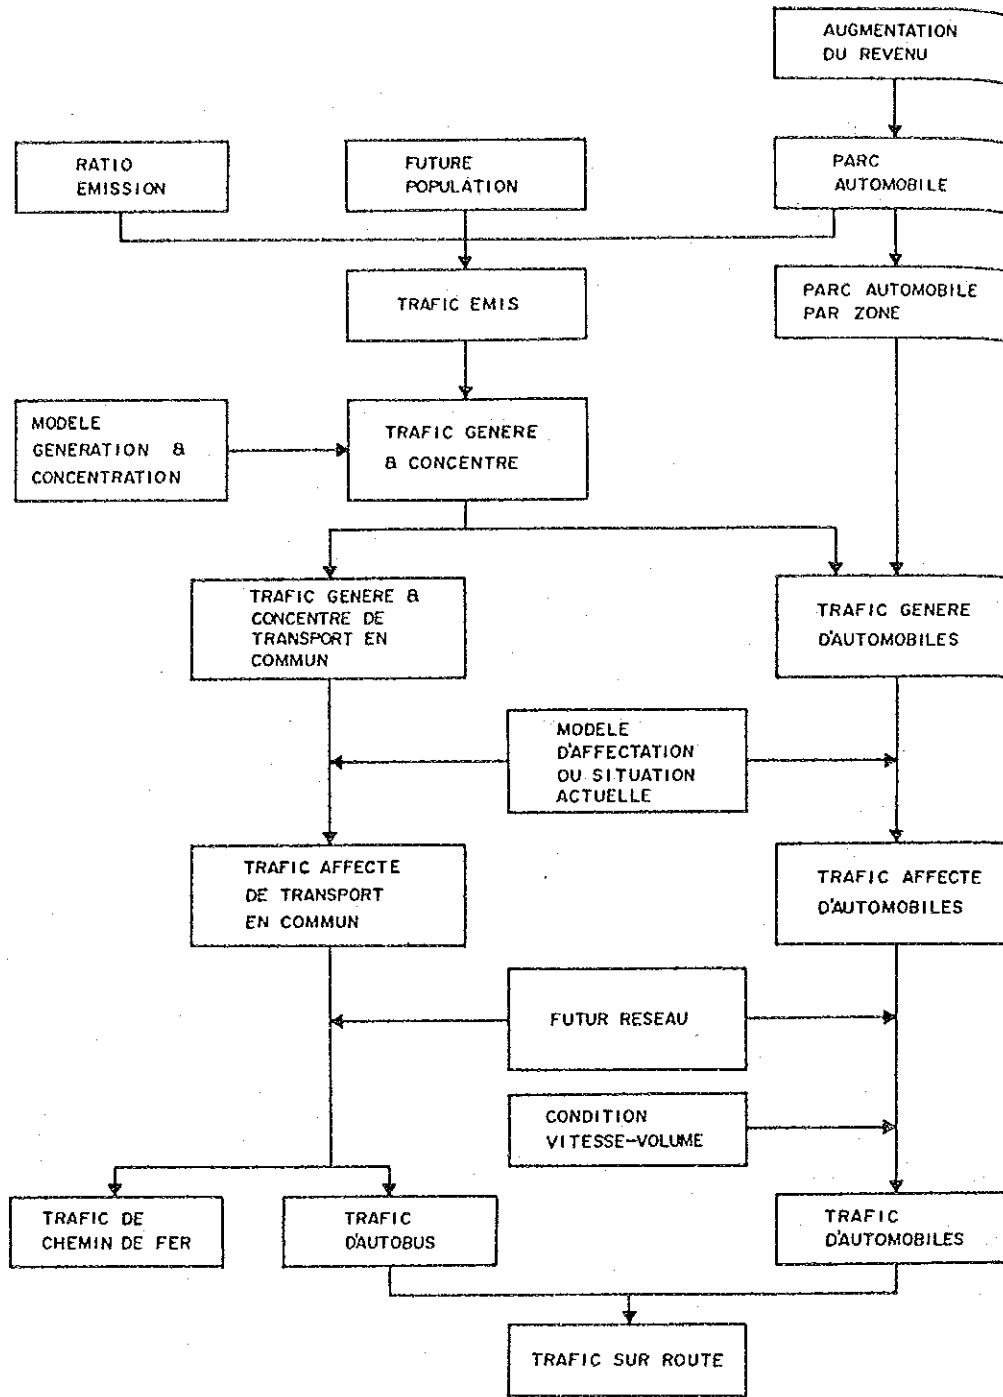 AUGMENTATION
DU REVENU
RATIO
EMISSION
FUTURE
POPULATION
PARC
AUTOMOBILE
TRAFIC EMIS
PARC AUTOMOBILE
PAR ZONE
MODELE
GENERATION &
CONCENTRATION
TRAFIC GENERE
& CONCENTRE
TRAFIC GENERE &
CONCENTRE DE
TRANSPORT EN
COMMUN
TRAFIC GENERE
D'AUTOMOBILES
MODELE
D'AFFECTATION
OU SITUATION
ACTUELLE
TRAFIC AFFECTE
DE TRANSPORT
EN COMMUN
TRAFIC AFFECTE
D'AUTOMOBILES
FUTUR RESEAU
CONDITION
VITESSE-VOLUME
TRAFIC DE
CHEMIN DE FER
TRAFIC
D'AUTOBUS
TRAFIC
D'AUTOMOBILES
TRAFIC SUR ROUTE